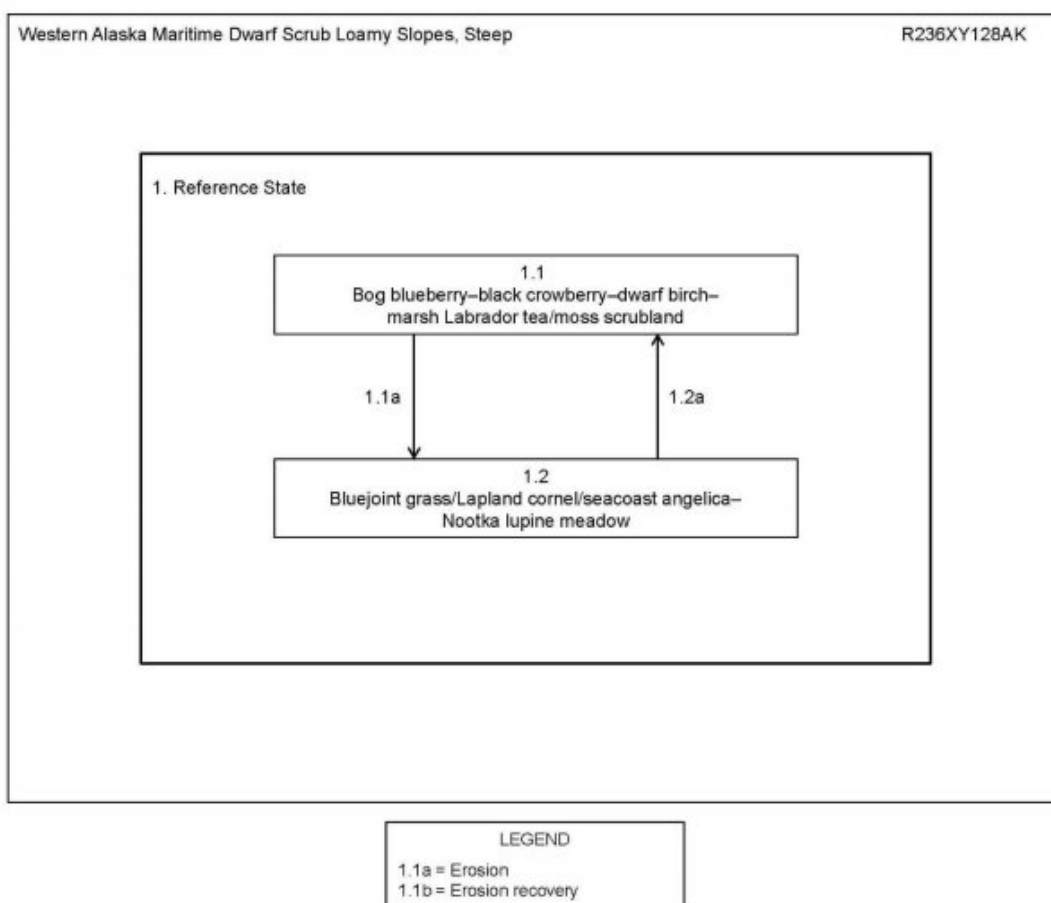 Western Alaska Maritime Dwarf Scrub Loamy Slopes, Steep R236XY128AK
1. Reference State
1.1
Bog blueberry–black crowberry–dwarf birch–
marsh Labrador tea/moss scrubland
1.1a 1.2a
1.2
Bluejoint grass/Lapland cornel/seacoast angelica–
Nootka lupine meadow
LEGEND
1.1a = Erosion
1.1b = Erosion recovery